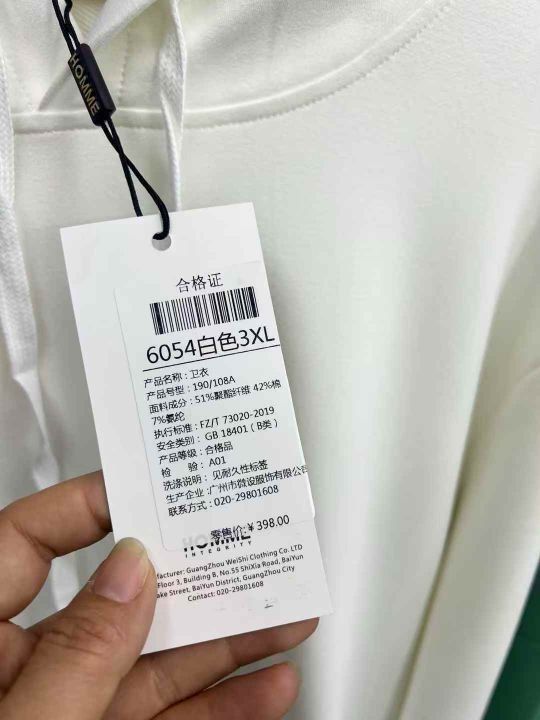 HOMME
合格证
6054白色3XL
产品名称：卫衣
产品号型：190/108A
面料成分：51%聚酯纤维 42%棉
7%氨纶
执行标准：FZ/T 73020-2019
安全类别： GB 18401（B类）
产品等级：合格品
检 验： A01
洗涤说明： 见耐久性标签
生产企业：广州市微设服饰有限公司
联系方式：020-29801608
零售价:￥398.00
HOMME
INTEGRITY
facturer: GuangZhou WeiShi Clothing Co. LTD
Floor 3, Building B, No.55 ShiXia Road, BaiYun
ake Street, BaiYun District, GuangZhou City
Contact: 020-29801608